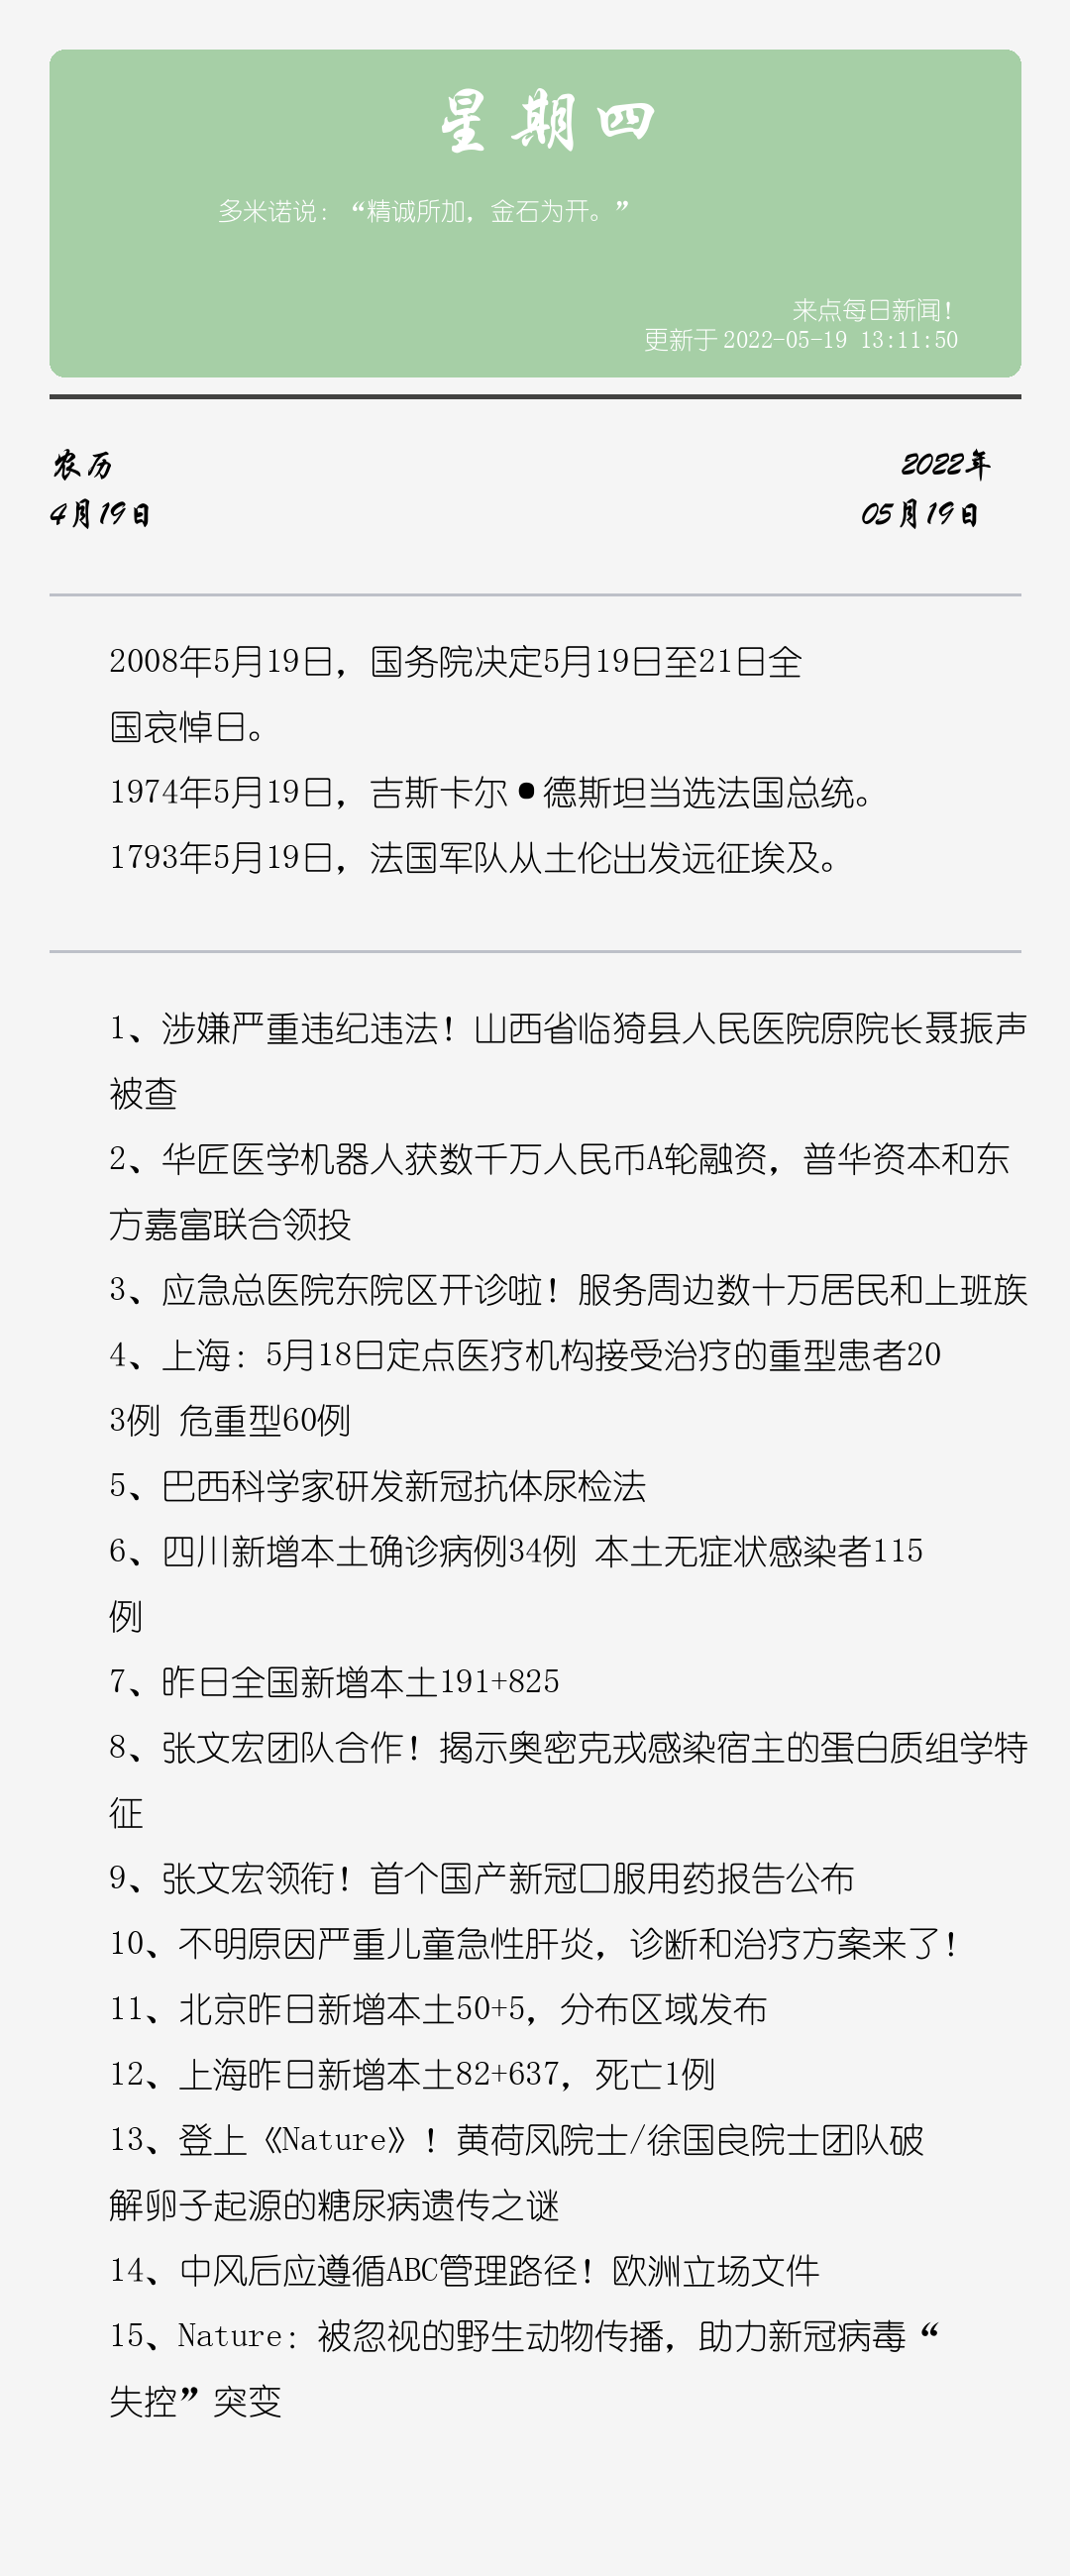 星期四
多米诺说：“精诚所加，金石为开。”
来点每日新闻！
更新于 2022-05-19 13:11:50
农历
4月19日
2022年
05月19日
2008年5月19日，国务院决定5月19日至21日全
国哀悼日。
1974年5月19日，吉斯卡尔•德斯坦当选法国总统。
1793年5月19日，法国军队从土伦出发远征埃及。
1、涉嫌严重违纪违法！山西省临猗县人民医院原院长聂振声
被查
2、华匠医学机器人获数千万人民币A轮融资，普华资本和东
方嘉富联合领投
3、应急总医院东院区开诊啦！服务周边数十万居民和上班族
4、上海：5月18日定点医疗机构接受治疗的重型患者20
3例 危重型60例
5、巴西科学家研发新冠抗体尿检法
6、四川新增本土确诊病例34例 本土无症状感染者115
例
7、昨日全国新增本土191+825
8、张文宏团队合作！揭示奥密克戎感染宿主的蛋白质组学特
征
9、张文宏领衔！首个国产新冠口服用药报告公布
10、不明原因严重儿童急性肝炎，诊断和治疗方案来了！
11、北京昨日新增本土50+5，分布区域发布
12、上海昨日新增本土82+637，死亡1例
13、登上《Nature》！黄荷凤院士/徐国良院士团队破
解卵子起源的糖尿病遗传之谜
14、中风后应遵循ABC管理路径！欧洲立场文件
15、Nature：被忽视的野生动物传播，助力新冠病毒“
失控”突变